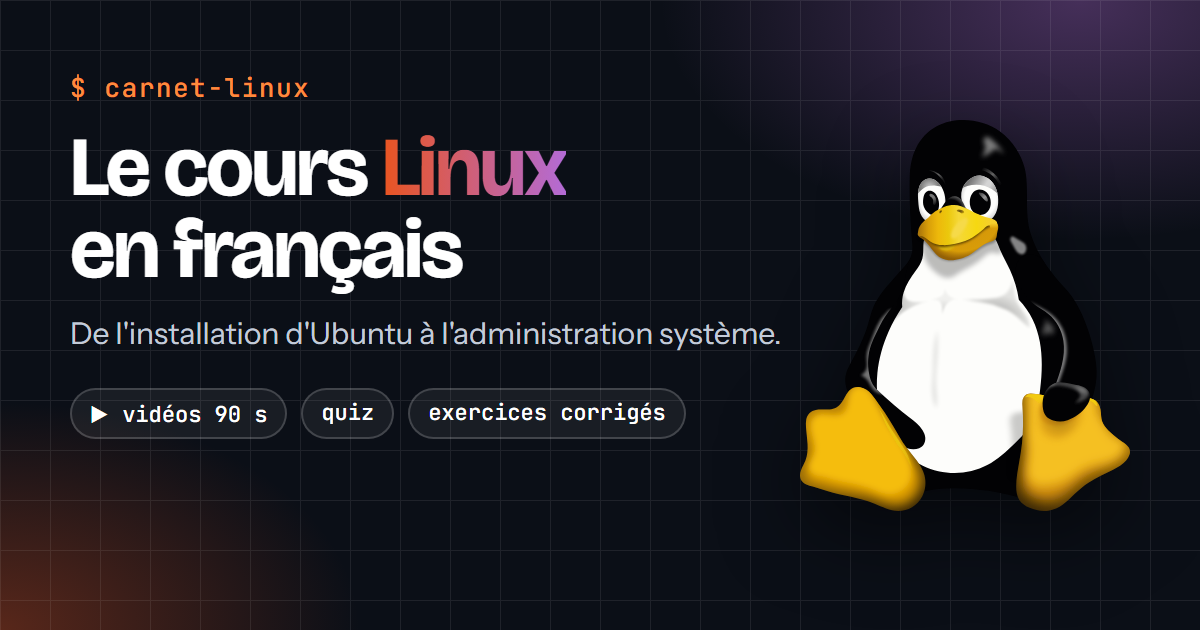 $ carnet-linux
Le cours Linux
en français
De l'installation d'Ubuntu à l'administration système.
▶ vidéos 90 s
quiz
exercices corrigés